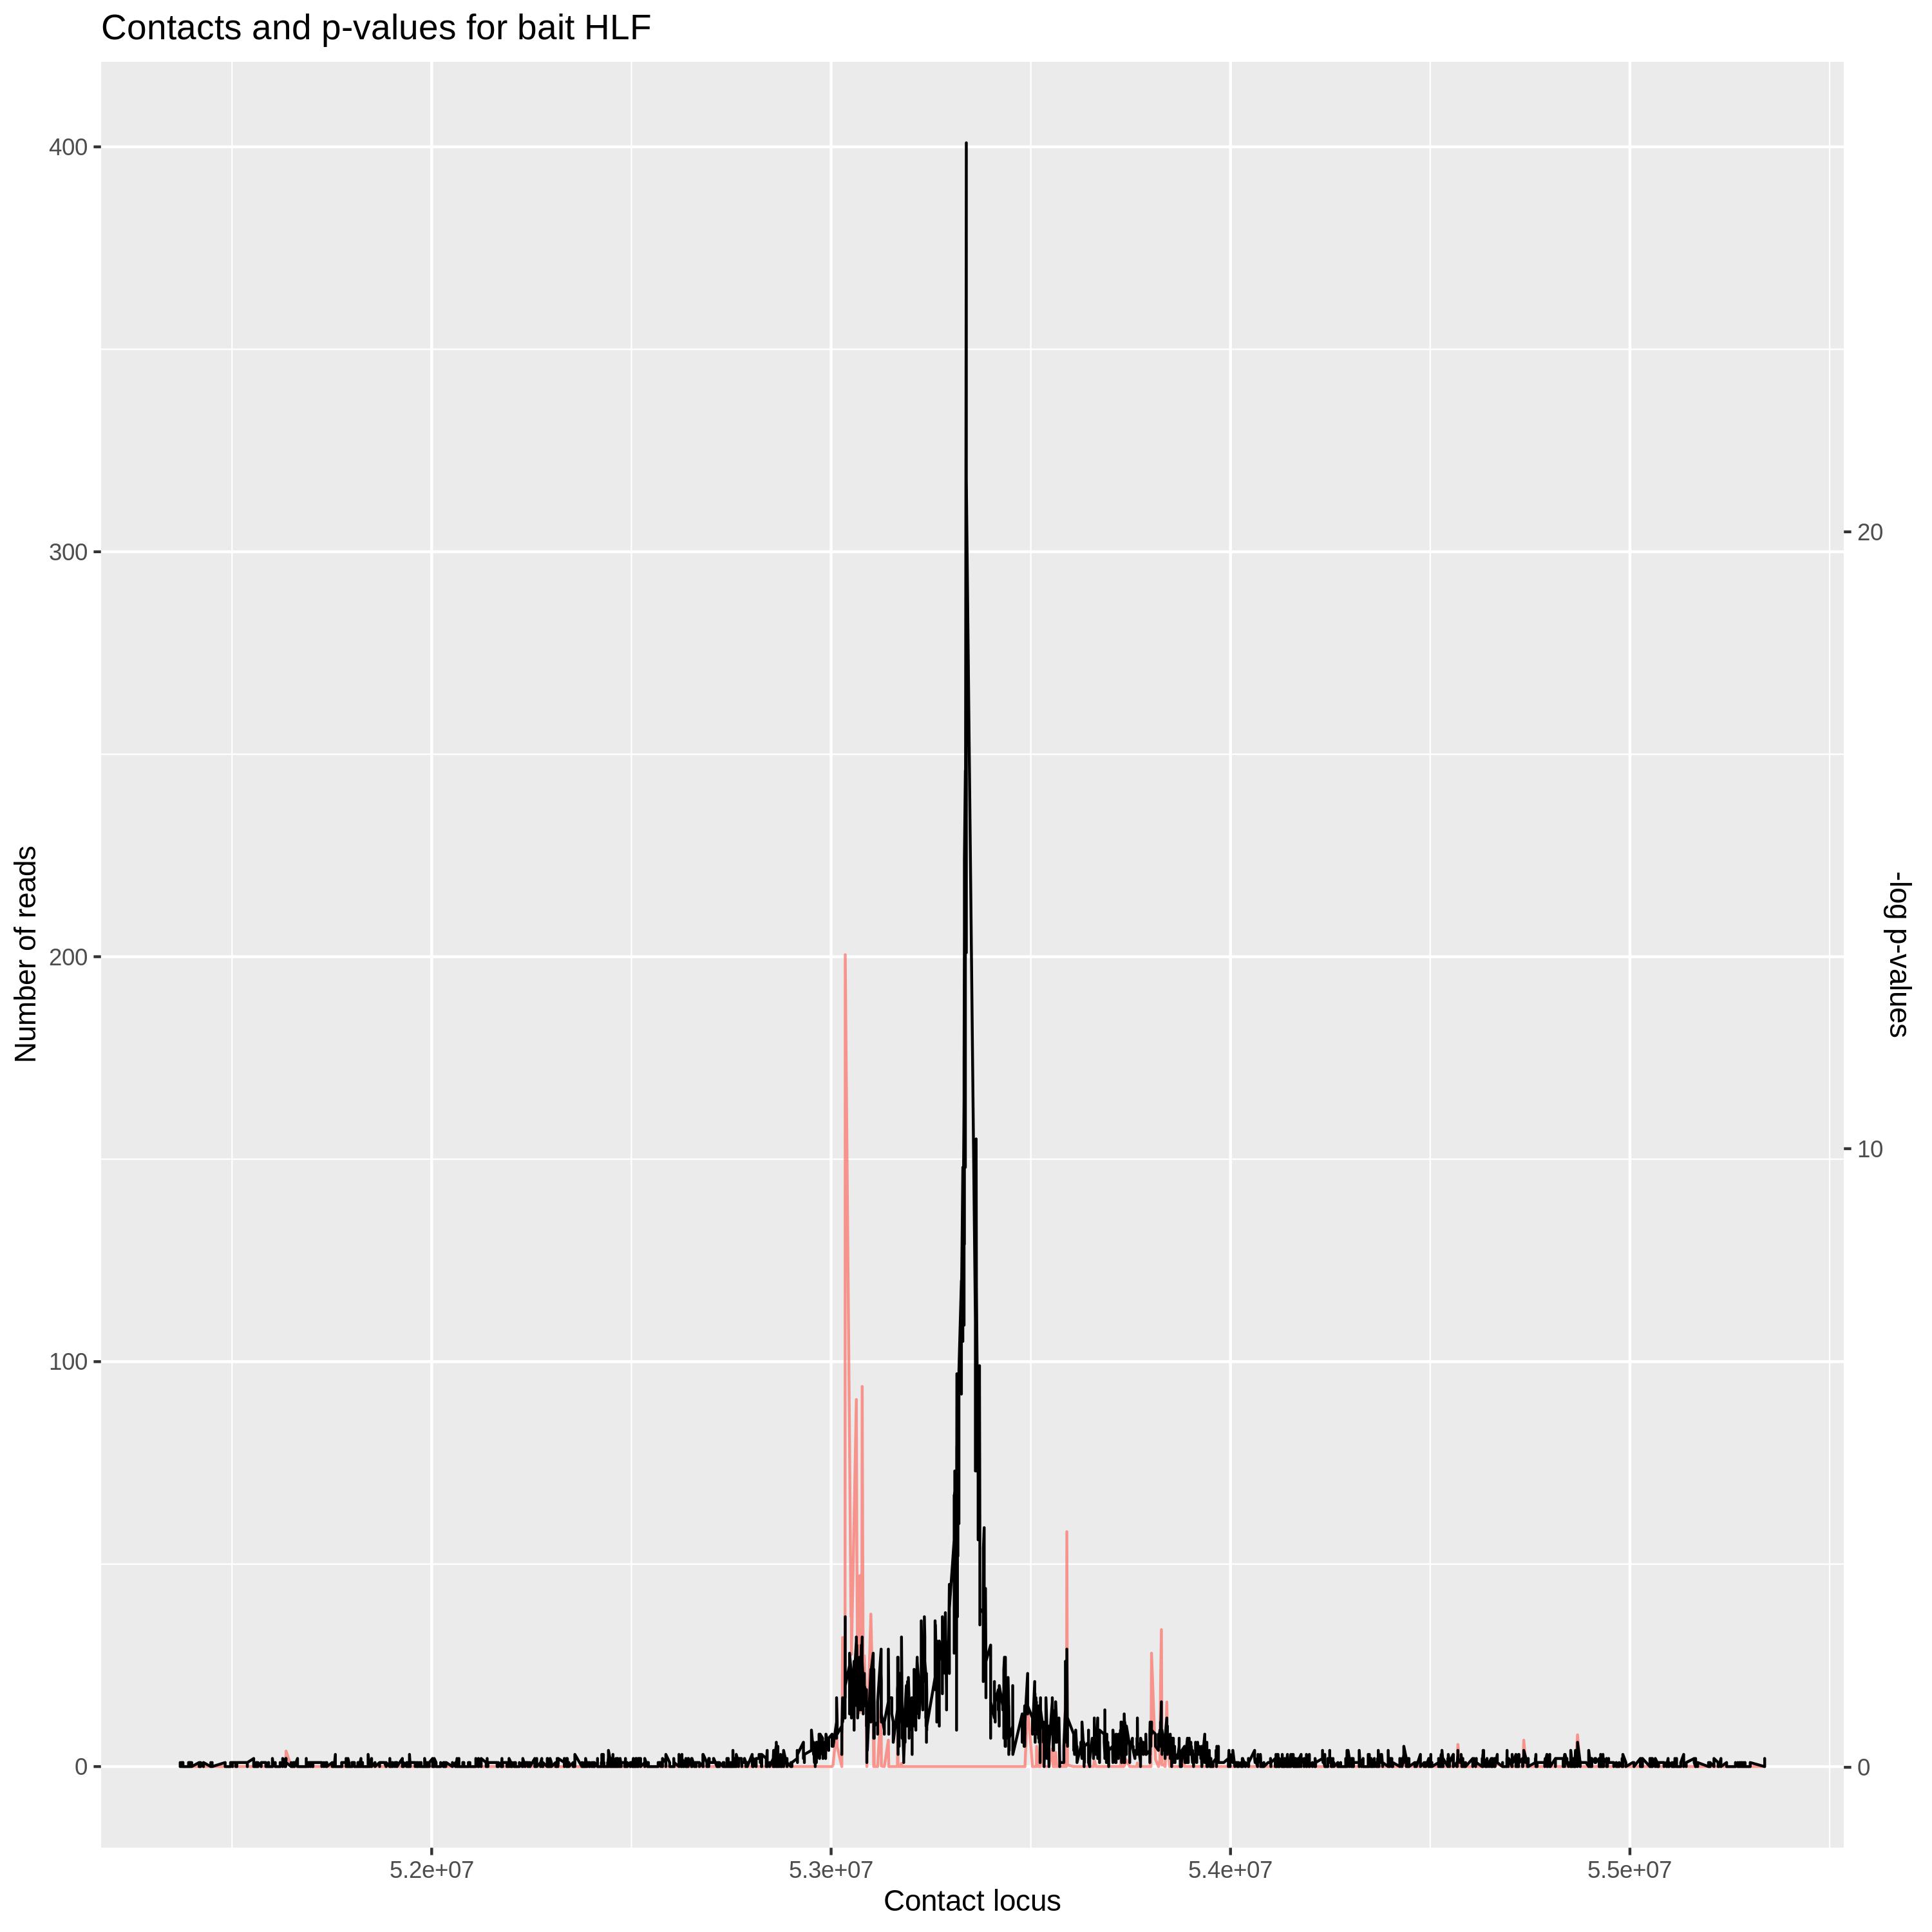 Contacts and p-values for bait HLF
400
300
200
100
0
20
10
0
Number of reads
-log p-values
5.2e+07
5.3e+07
5.4e+07
5.5e+07
Contact locus